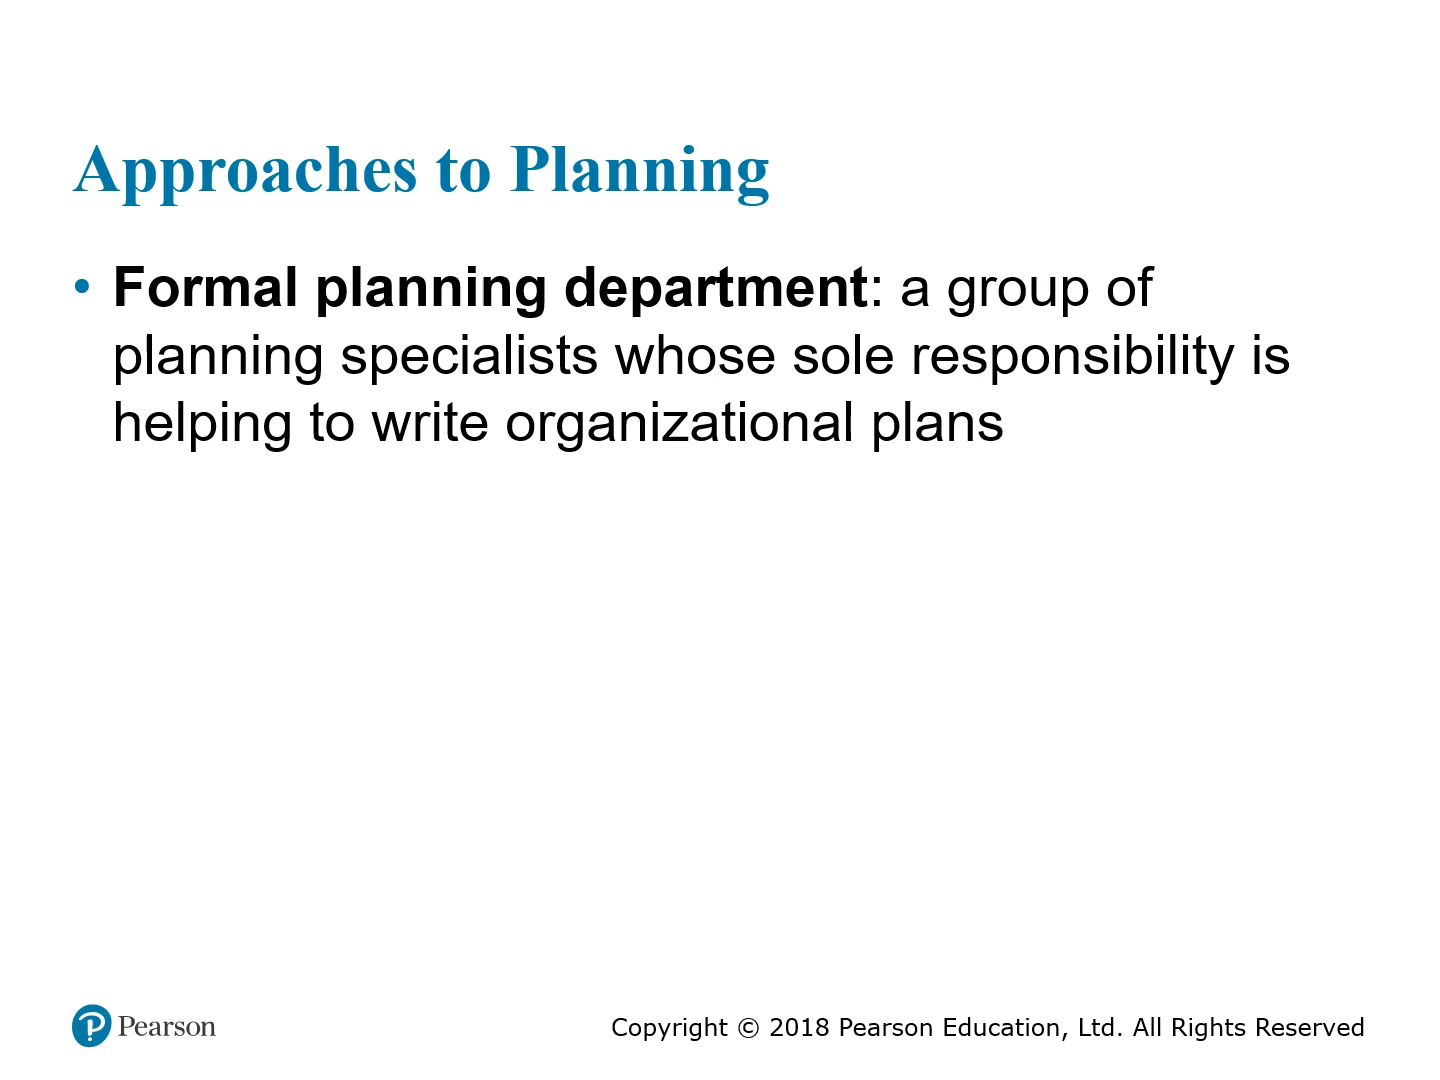 Approaches to Planning
• Formal planning department: a group of
planning specialists whose sole responsibility is
helping to write organizational plans
Pearson
Copyright © 2018 Pearson Education, Ltd. All Rights Reserved